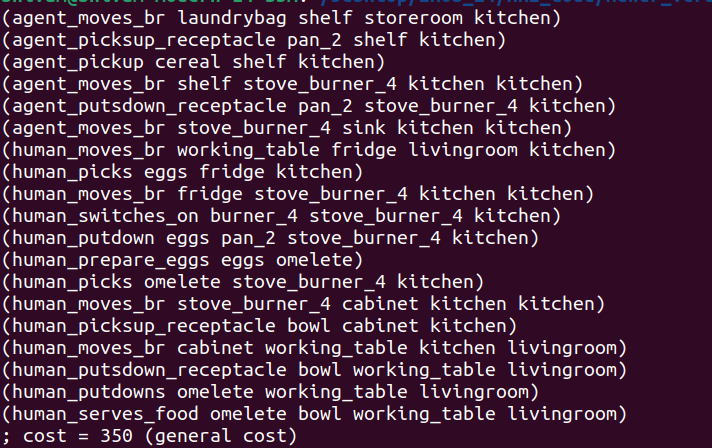 (agent_moves_br laundrybag shelf storeroom kitchen)
(agent_picksup_receptacle pan_2 shelf kitchen)
(agent_pickup cereal shelf kitchen)
(agent_moves_br shelf stove_burner_4 kitchen kitchen)
(agent_putsdown_receptacle pan_2 stove_burner_4 kitchen)
(agent_moves_br stove_burner_4 sink kitchen kitchen)
(human_moves_br working_table fridge livingroom kitchen)
(human_picks eggs fridge kitchen)
(human_moves_br fridge stove_burner_4 kitchen kitchen)
(human_switches_on burner_4 stove_burner_4 kitchen)
(human_putdown eggs pan_2 stove_burner_4 kitchen)
(human_prepare_eggs eggs omelete)
(human_picks omelete stove_burner_4 kitchen)
(human_moves_br stove_burner_4 cabinet kitchen kitchen)
(human_picksup_receptacle bowl cabinet kitchen)
(human_moves_br cabinet working_table kitchen livingroom)
(human_putsdown_receptacle bowl working_table livingroom)
(human_putdowns omelete working_table livingroom)
(human_serves_food omelete bowl working_table livingroom)
; cost = 350 (general cost)